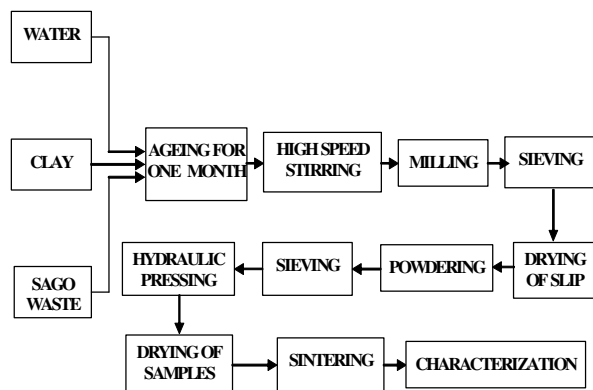 WATER
CLAY
SAGO
WASTE
AGEING FOR
ONE MONTH
HIGH SPEED
STIRRING
MILLING
SIEVING
DRYING
OF SLIP
POWDERING
SIEVING
HYDRAULIC
PRESSING
DRYING OF
SAMPLES
SINTERING
CHARACTERIZATION